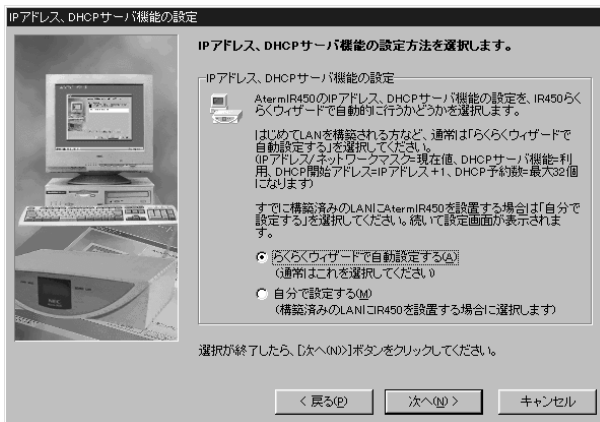 IPアドレス、DHCPサーバ機能の設定
IPアドレス、DHCPサーバ機能の設定方法を選択します。
IPアドレス、DHCPサーバ機能の設定
AtermIR450のIPアドレス、DHCPサーバ機能の設定を、IR450らく
らくウィザードで自動的に行うかどうかを選択します。
はじめてLANを構築される方など、通常は「らくらくウィザードで
自動設定する」を選択してください。
(IPアドレス/ネットワークマスク=現在値、DHCPサーバ機能=利
用、DHCP開始アドレス=IPアドレス+1、DHCP予約数=最大32個
になります)
すでに構築済みのLANにAtermIR450を設置する場合は「自分で
設定する」を選択してください。続いて設定画面が表示されま
す。
らくらくウィザードで自動設定する(A)
(通常はこれを選択してください)
自分で設定する(M)
(構築済みのLANにIR450を設置する場合に選択します)
選択が終了したら、[次へ(N)>]ボタンをクリックしてください。
< 戻る(P)
次へ(N) >
キャンセル
NEC